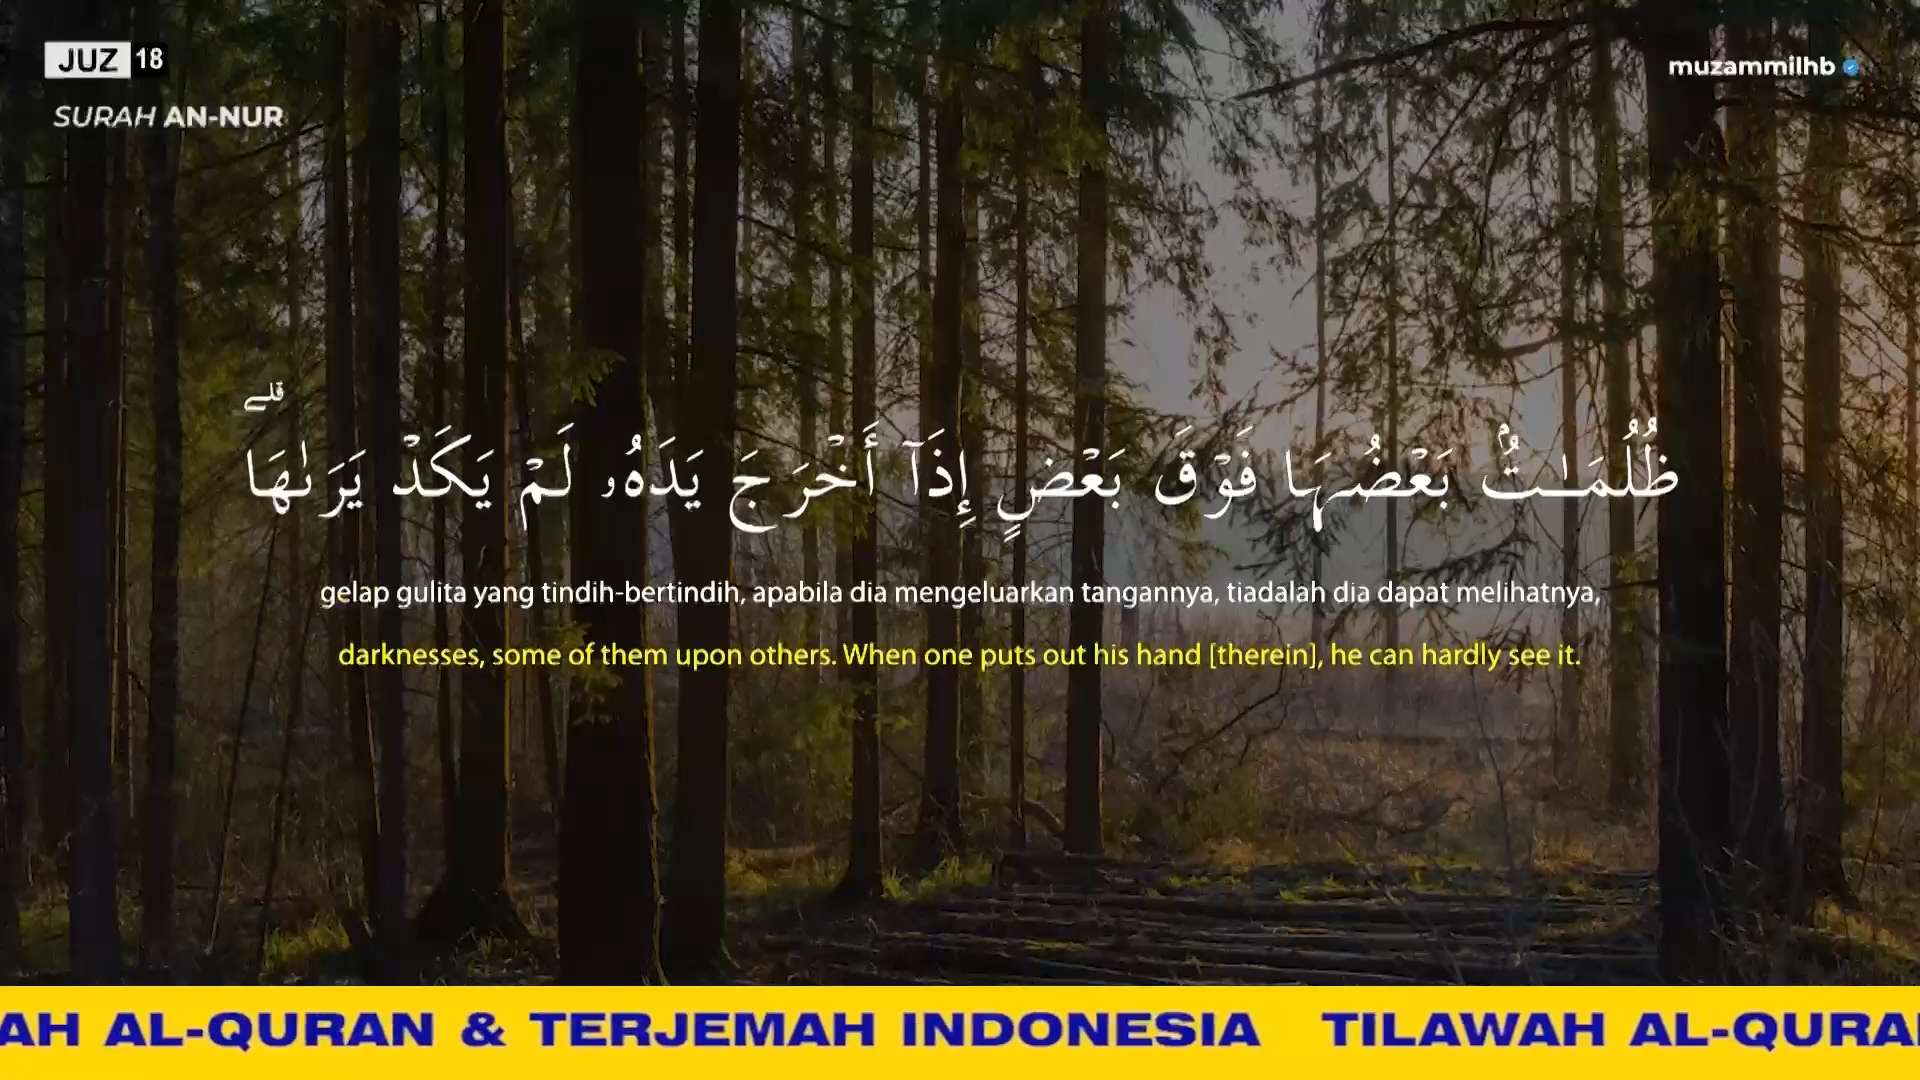 JUZ 18
muzammilhb
SURAH AN-NUR
ظُلُمَـٰتٌۢ بَعْضُهَا فَوْقَ بَعْضٍ إِذَآ أَخْرَجَ يَدَهُۥ لَمْ يَكَدْ يَرَىٰهَا ۗ
gelap gulita yang tindih-bertindih, apabila dia mengeluarkan tangannya, tiadalah dia dapat melihatnya,
darknesses, some of them upon others. When one puts out his hand [therein], he can hardly see it.
AH AL-QURAN & TERJEMAH INDONESIA TILAWAH AL-QURA